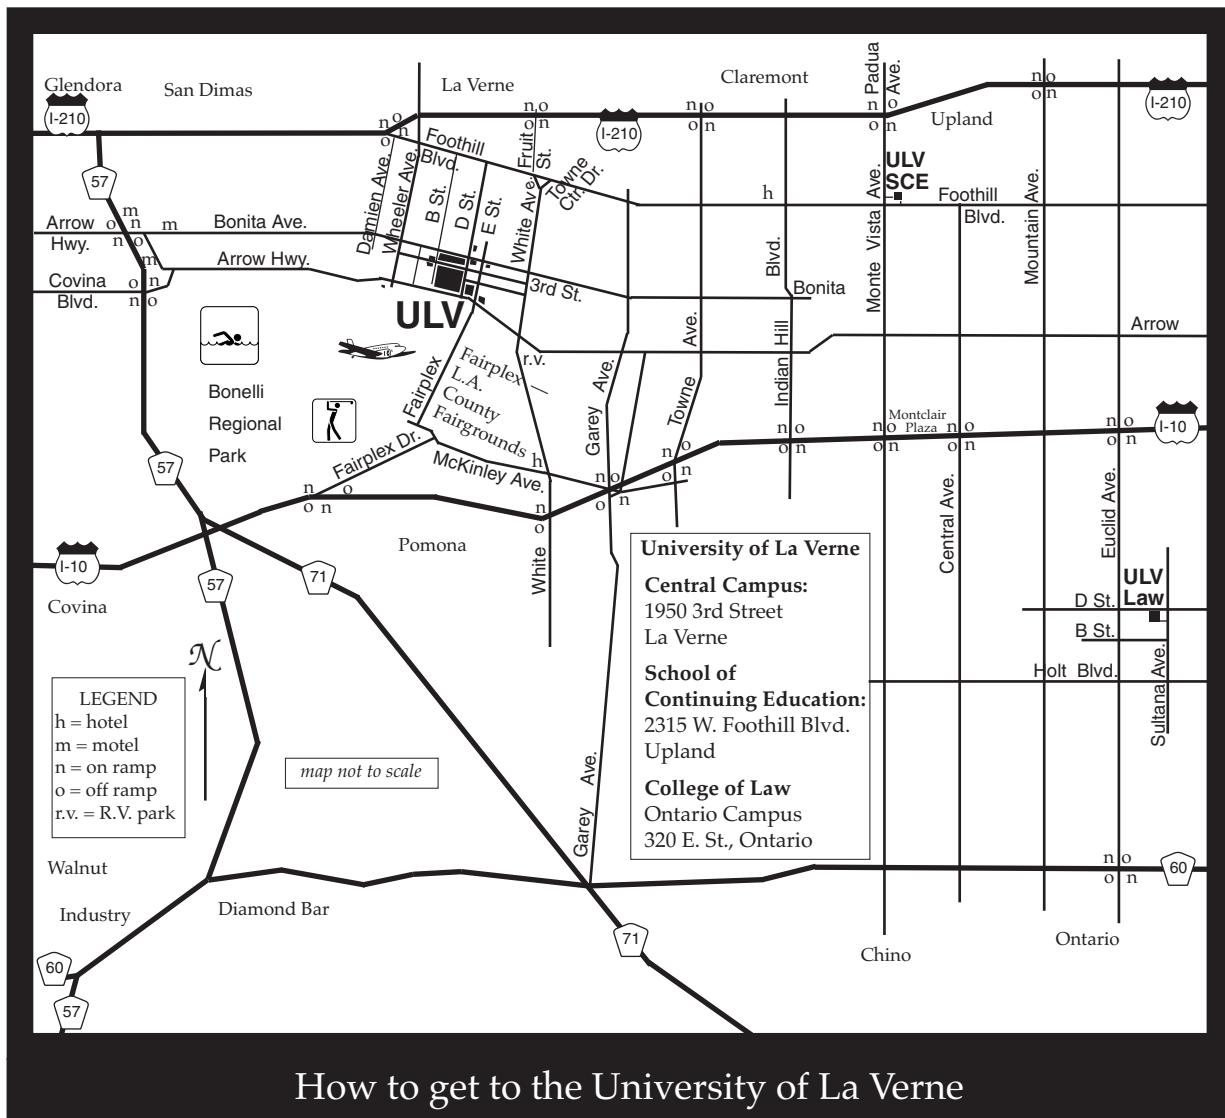 Glendora
San Dimas
La Verne
Claremont
Padua Ave.
I-210
I-210
I-210
Upland
n o
n o
n o
n o
n
o n
o
o n
o n
o n
o n
Foothill Blvd.
Fruit St.
Towne Ctr. Dr.
57
Damien Ave.
Wheeler Ave.
B St.
D St.
E St.
White Ave.
h
ULV
SCE
Foothill
Blvd.
Monte Vista Ave.
Mountain Ave.
Arrow
Hwy.
m
o n
m
n o
m
Bonita Ave.
Arrow Hwy.
Covina
Blvd.
o n
n o
3rd St.
Bonita
ULV
Arrow
r.v.
Bonelli
Regional
Park
Fairplex
Fairplex —
L.A.
County
Fairgrounds
h
Garey Ave.
Towne Ave.
Indian Hill Blvd.
Montclair
Plaza
n o
o n
n o
o n
n o
o n
n o
o n
I-10
57
Fairplex Dr.
McKinley Ave.
n o
o n
n
o
n o
o n
n o
o n
Pomona
White
Central Ave.
Euclid Ave.
I-10
57
71
Covina
University of La Verne
Central Campus:
1950 3rd Street
La Verne
School of
Continuing Education:
2315 W. Foothill Blvd.
Upland
College of Law
Ontario Campus
320 E. St., Ontario
ULV
Law
D St.
B St.
Holt Blvd.
Sultana Ave.
N
LEGEND
h = hotel
m = motel
n = on ramp
o = off ramp
r.v. = R.V. park
map not to scale
Garey Ave.
Walnut
Industry
Diamond Bar
n o
o n
60
60
57
71
Chino
Ontario
How to get to the University of La Verne